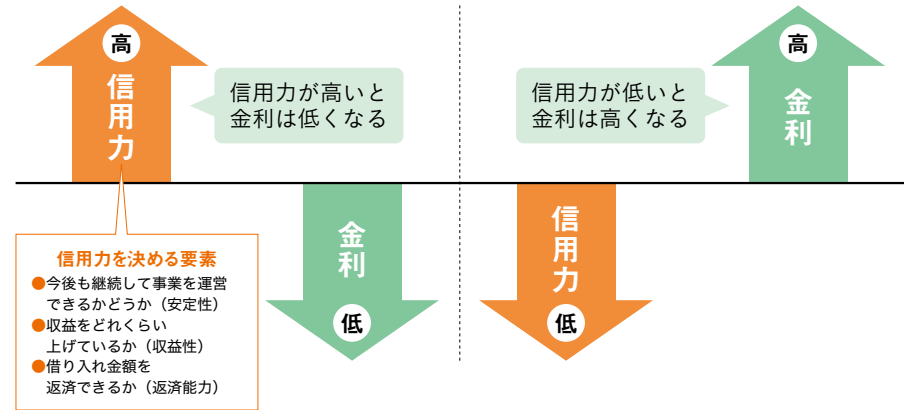 高
信用力
信用力が高いと
金利は低くなる
信用力が低いと
金利は高くなる
高
金利
信用力を決める要素
●今後も継続して事業を運営
できるかどうか（安定性）
●収益をどれくらい
上げているか（収益性）
●借り入れ金額を
返済できるか（返済能力）
金利
低
信用力
低